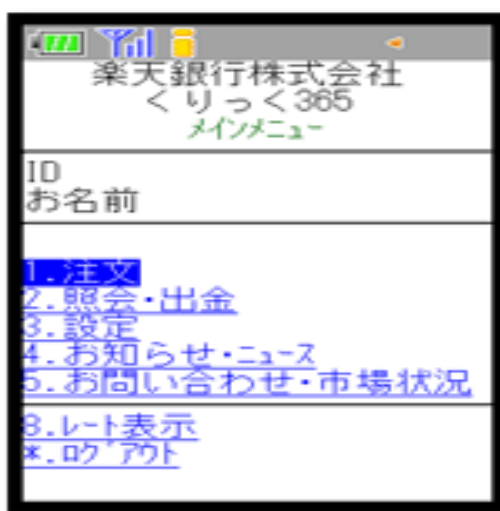 楽天銀行株式会社
くりっく365
ﾒｲﾝﾒﾆｭｰ
ID
お名前
1.注文
2.照会・出金
3.設定
4.お知らせ・ﾆｭｰｽ
5.お問い合わせ・市場状況
8.ﾚｰﾄ表示
*.ﾛｸﾞｱｳﾄ